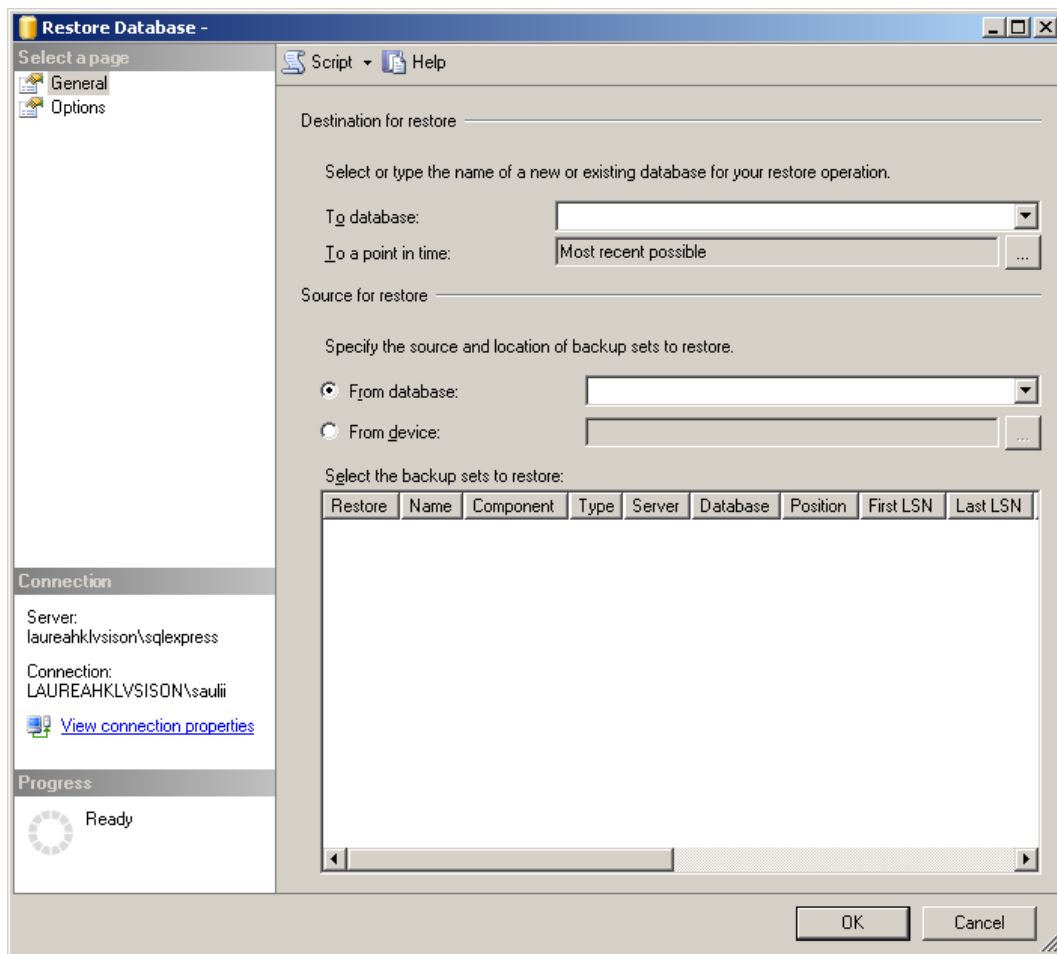 Restore Database -
Select a page
General
Options
Script
Help
Destination for restore
Select or type the name of a new or existing database for your restore operation.
To database:
To a point in time:
Most recent possible
...
Source for restore
Specify the source and location of backup sets to restore.
From database:
From device:
...
Select the backup sets to restore:
Restore Name Component Type Server Database Position First LSN Last LSN
Connection
Server:
laureahklvsison\sqlexpress
Connection:
LAUREAHKLVSISON\saulii
View connection properties
Progress
Ready
OK
Cancel